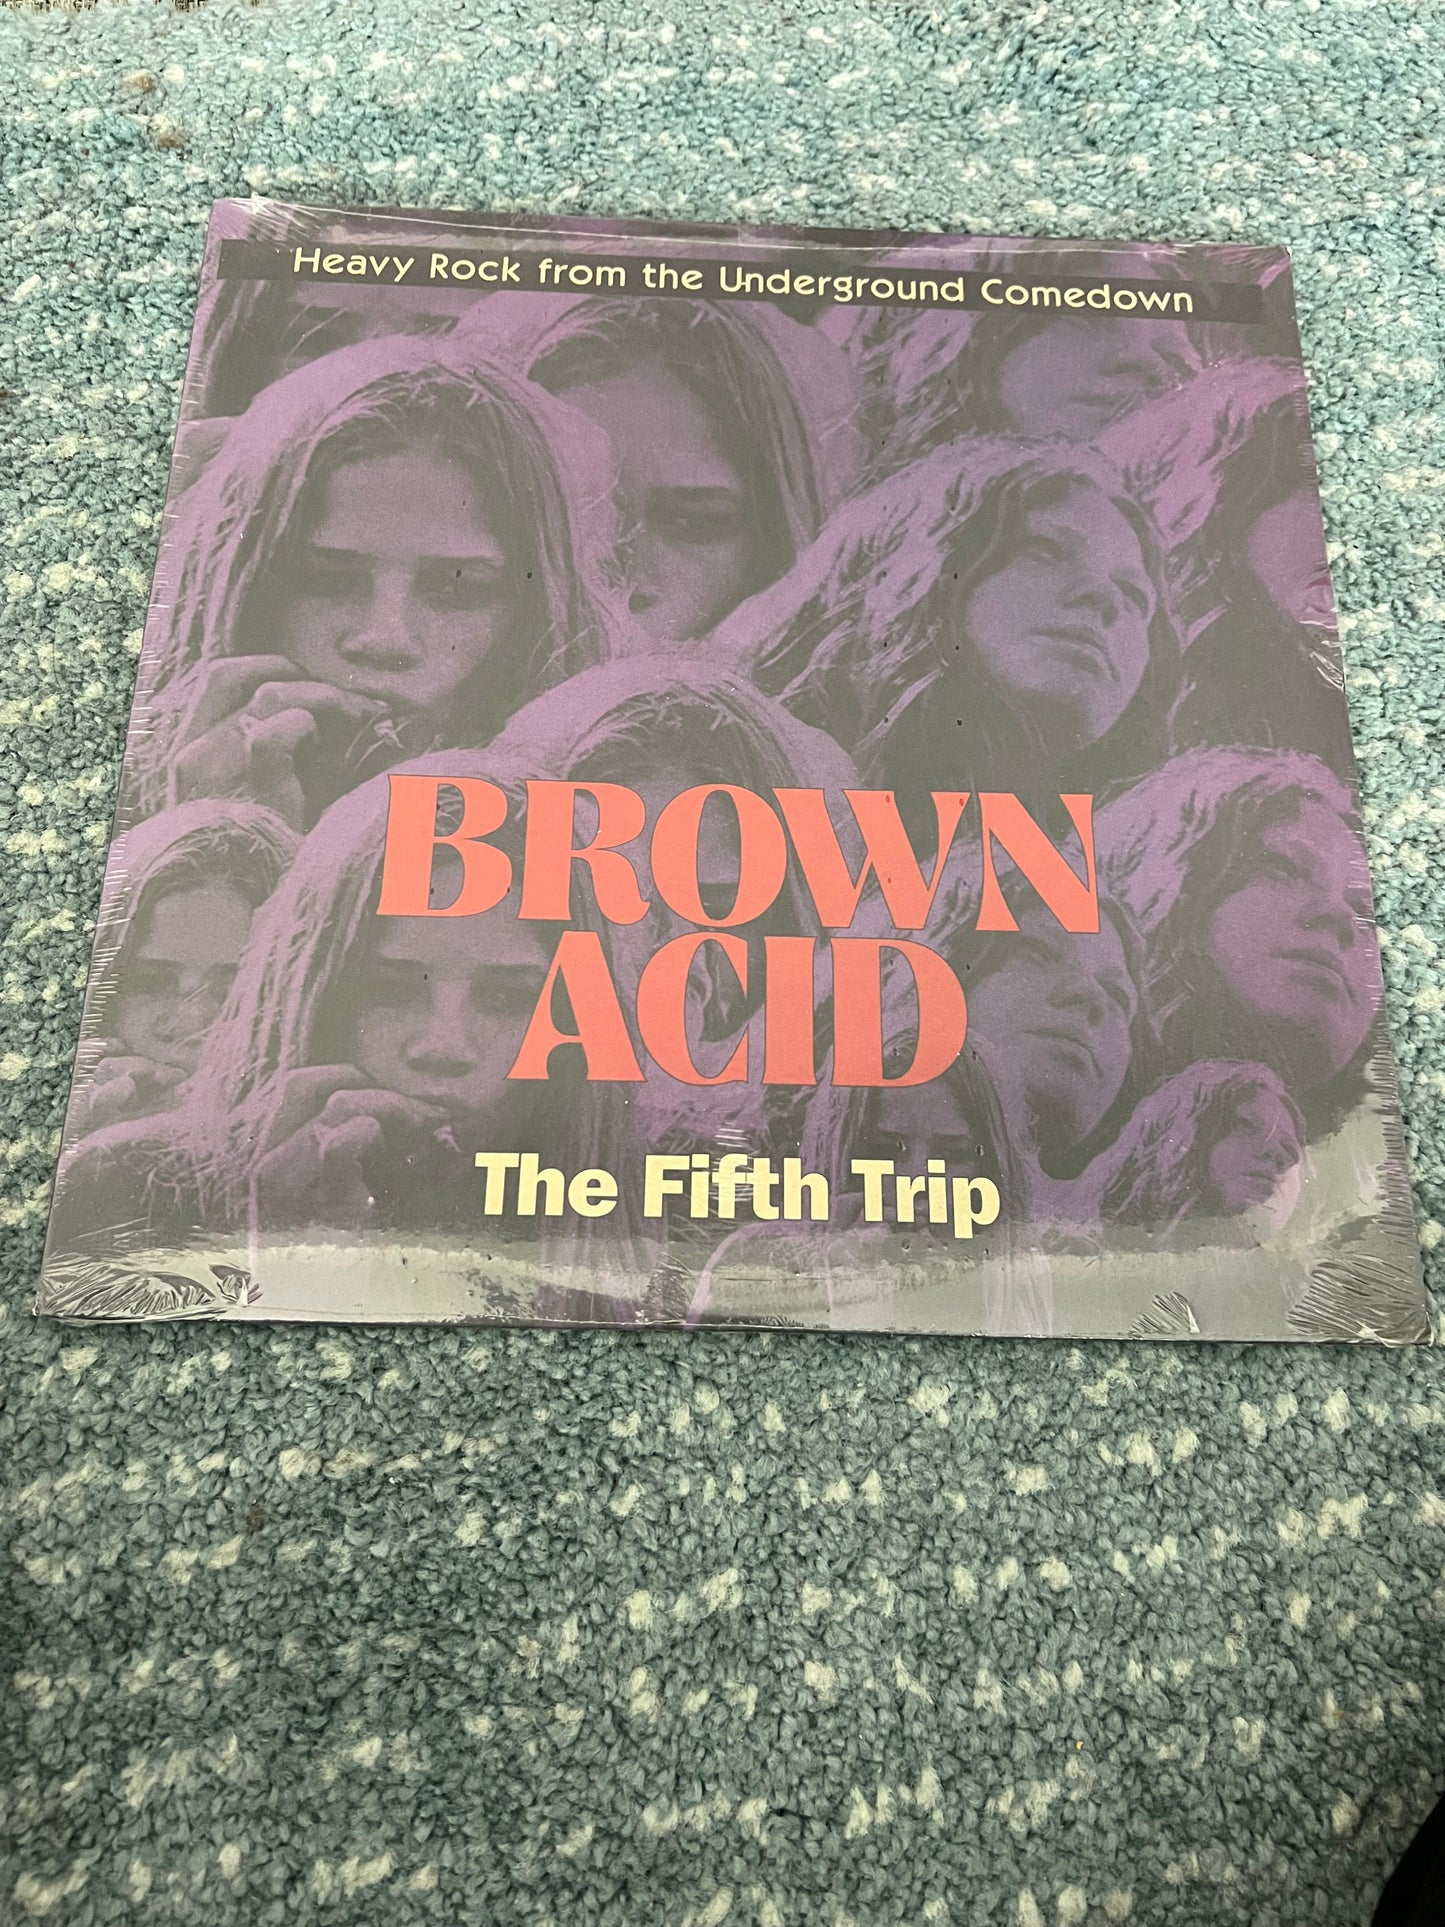 Heavy Rock from the Underground Comedown
BROWN
ACID
The Fifth Trip